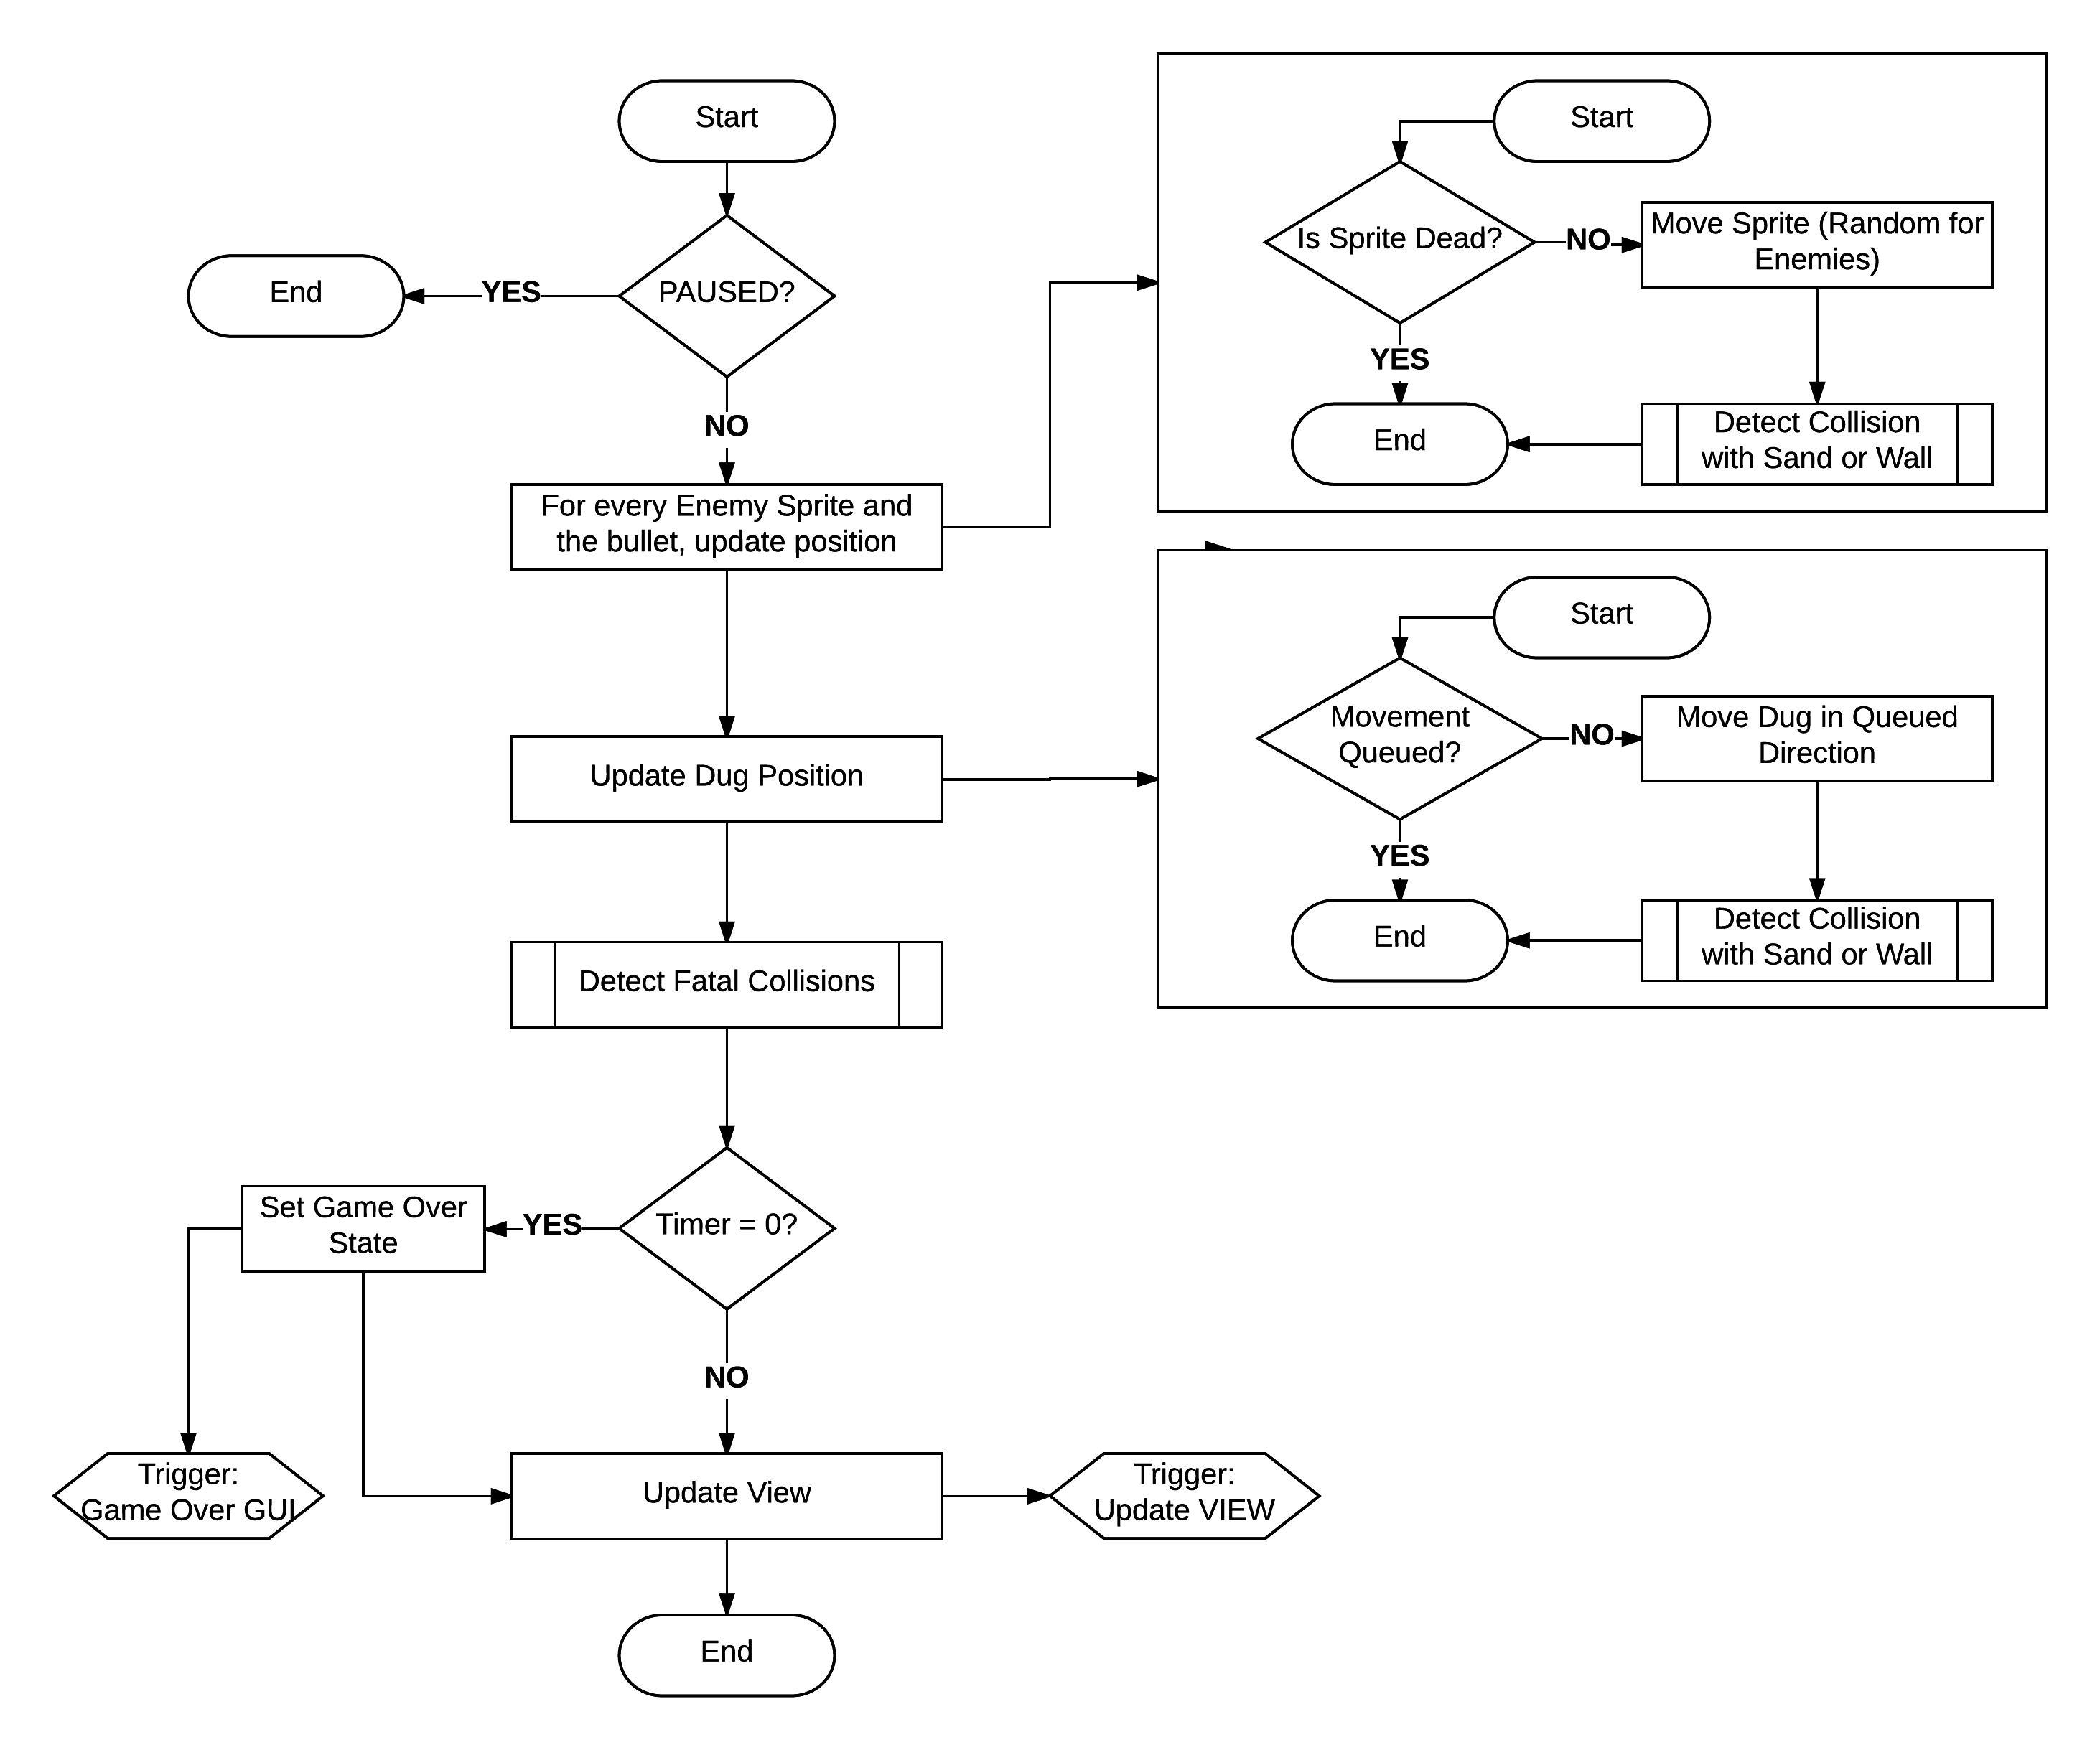 Start
PAUSED?
YES
End
NO
For every Enemy Sprite and
the bullet, update position
Update Dug Position
Detect Fatal Collisions
Timer = 0?
YES
Set Game Over
State
NO
Trigger:
Game Over GUI
Update View
Trigger:
Update VIEW
End
Start
Is Sprite Dead?
NO
Move Sprite (Random for
Enemies)
YES
End
Detect Collision
with Sand or Wall
Start
Movement
Queued?
NO
Move Dug in Queued
Direction
YES
End
Detect Collision
with Sand or Wall